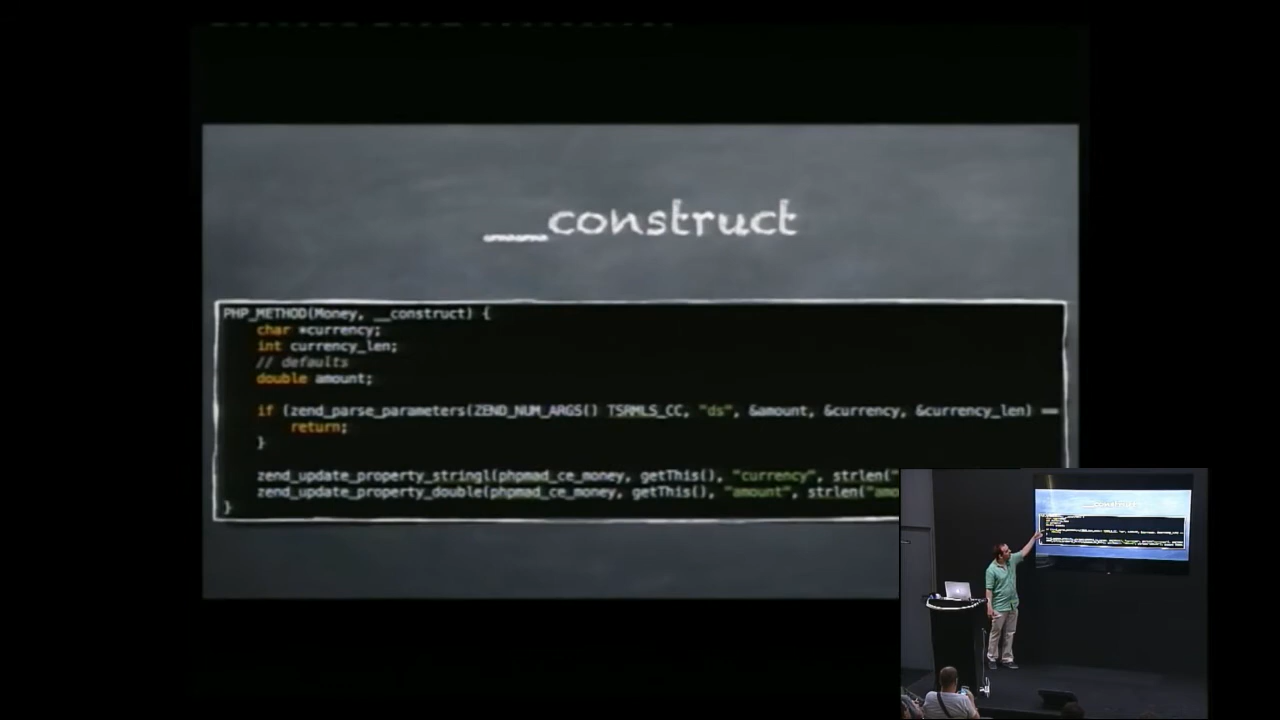 __construct
PHP_METHOD(Money, __construct) {
char *currency;
int currency_len;
// defaults
double amount;
if (zend_parse_parameters(ZEND_NUM_ARGS() TSRMLS_CC, "ds", &amount, &currency, &currency_len) ==
return;
}
zend_update_property_stringl(phpmad_ce_money, getThis(), "currency", strlen("
zend_update_property_double(phpmad_ce_money, getThis(), "amount", strlen("amo
}